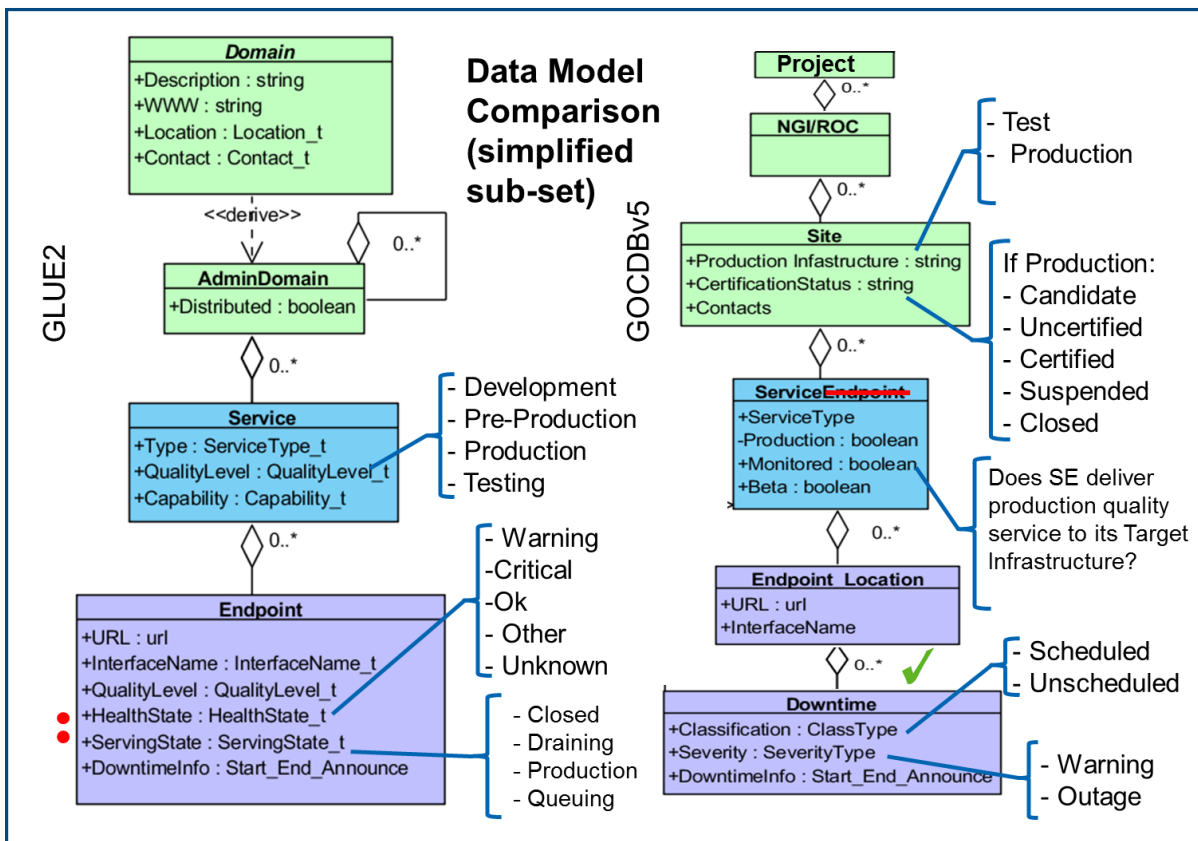 Data Model
Comparison
(simplified
sub-set)
GLUE2
Domain
+Description : string
+WWW : string
+Location : Location_t
+Contact : Contact_t
<<derive>>
0..*
AdminDomain
+Distributed : boolean
0..*
Service
+Type : ServiceType_t
+QualityLevel : QualityLevel_t
+Capability : Capability_t
- Development
- Pre-Production
- Production
- Testing
0..*
Endpoint
+URL : url
+InterfaceName : InterfaceName_t
+QualityLevel : QualityLevel_t
+HealthState : HealthState_t
+ServingState : ServingState_t
+DowntimeInfo : Start_End_Announce
- Warning
-Critical
-Ok
- Other
- Unknown
- Closed
- Draining
- Production
- Queuing
GOCDBv5
Project
0..*
NGI/ROC
0..*
Site
+Production Infastructure : string
+CertificationStatus : string
+Contacts
- Test
- Production
If Production:
- Candidate
- Uncertified
- Certified
- Suspended
- Closed
0..*
ServiceEndpoint
+ServiceType
-Production : boolean
+Monitored : boolean
+Beta : boolean
>
Does SE deliver
production quality
service to its Target
Infrastructure?
0..*
Endpoint_Location
+URL : url
+InterfaceName
0..*
Downtime
+Classification : ClassType
+Severity : SeverityType
+DowntimeInfo : Start_End_Announce
- Scheduled
- Unscheduled
- Warning
- Outage